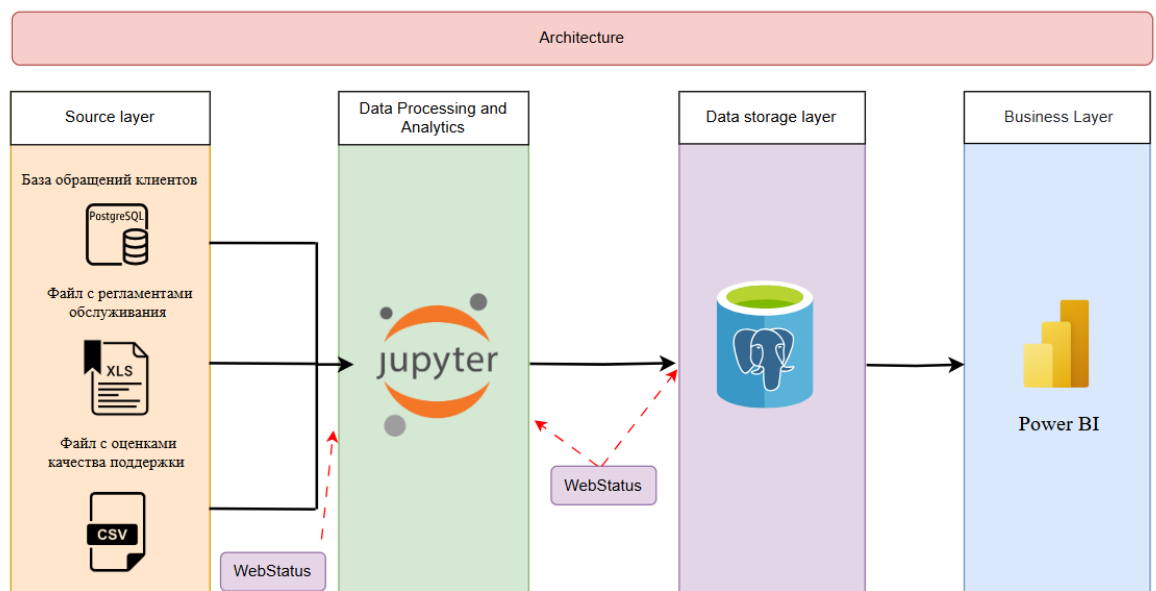 Architecture
Source layer
База обращений клиентов
PostgreSQL
Файл с регламентами
обслуживания
XLS
Файл с оценками
качества поддержки
CSV
WebStatus
Data Processing and
Analytics
jupyter
WebStatus
Data storage layer
Business Layer
Power BI